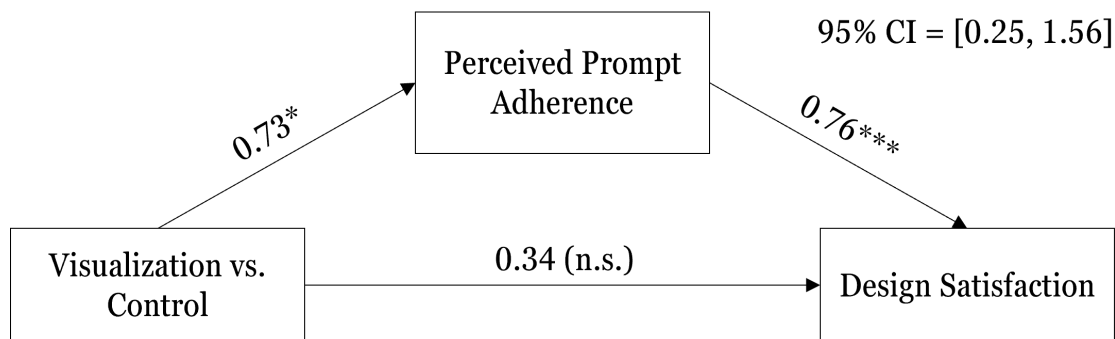 95% CI = [0.25, 1.56]
Perceived Prompt
Adherence
0.73*
0.76***
Visualization vs.
Control
0.34 (n.s.)
Design Satisfaction